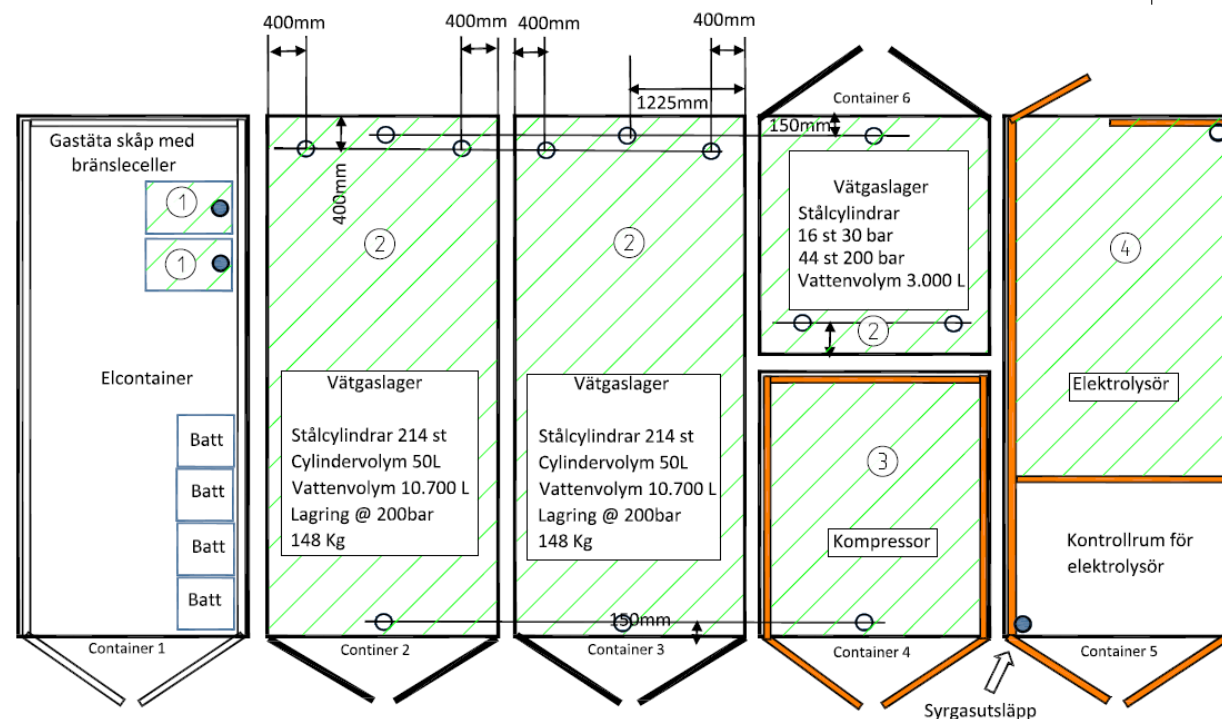 400mm
400mm
400mm
400mm
1225mm
150mm
400mm
Gastäta skåp med
bränsleceller
1
1
Elcontainer
Batt
Batt
Batt
Batt
Container 1
2
Vätgaslager
Stålcylindrar 214 st
Cylindervolym 50L
Vattenvolym 10.700 L
Lagring @ 200bar
148 Kg
Continer 2
2
Vätgaslager
Stålcylindrar 214 st
Cylindervolym 50L
Vattenvolym 10.700 L
Lagring @ 200bar
148 Kg
150mm
Container 3
Container 6
Vätgaslager
Stålcylindrar
16 st 30 bar
44 st 200 bar
Vattenvolym 3.000 L
2
3
Kompressor
Container 4
4
Elektrolysör
Kontrollrum för
elektrolysör
Container 5
Syrgasutsläpp